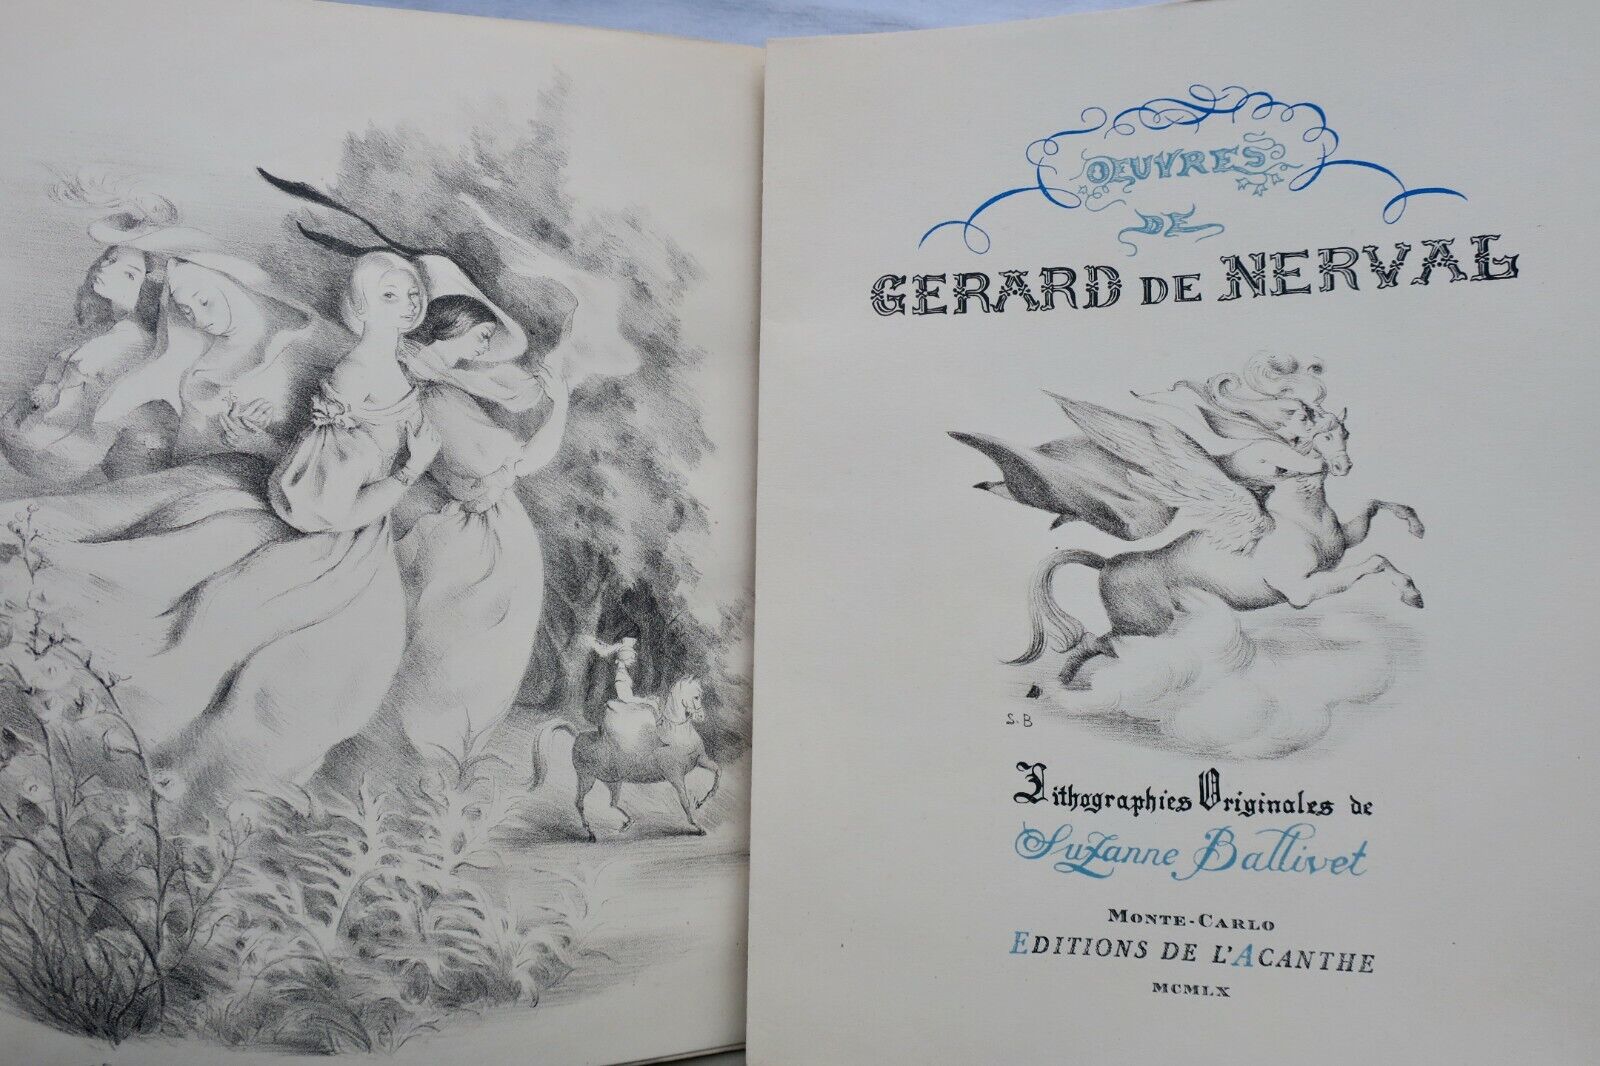 OEUVRES
DE
GERARD DE NERVAL
S.B
Lithographies Originales de
Suzanne Ballivet
MONTE-CARLO
EDITIONS DE L'ACANTHE
MCMLX